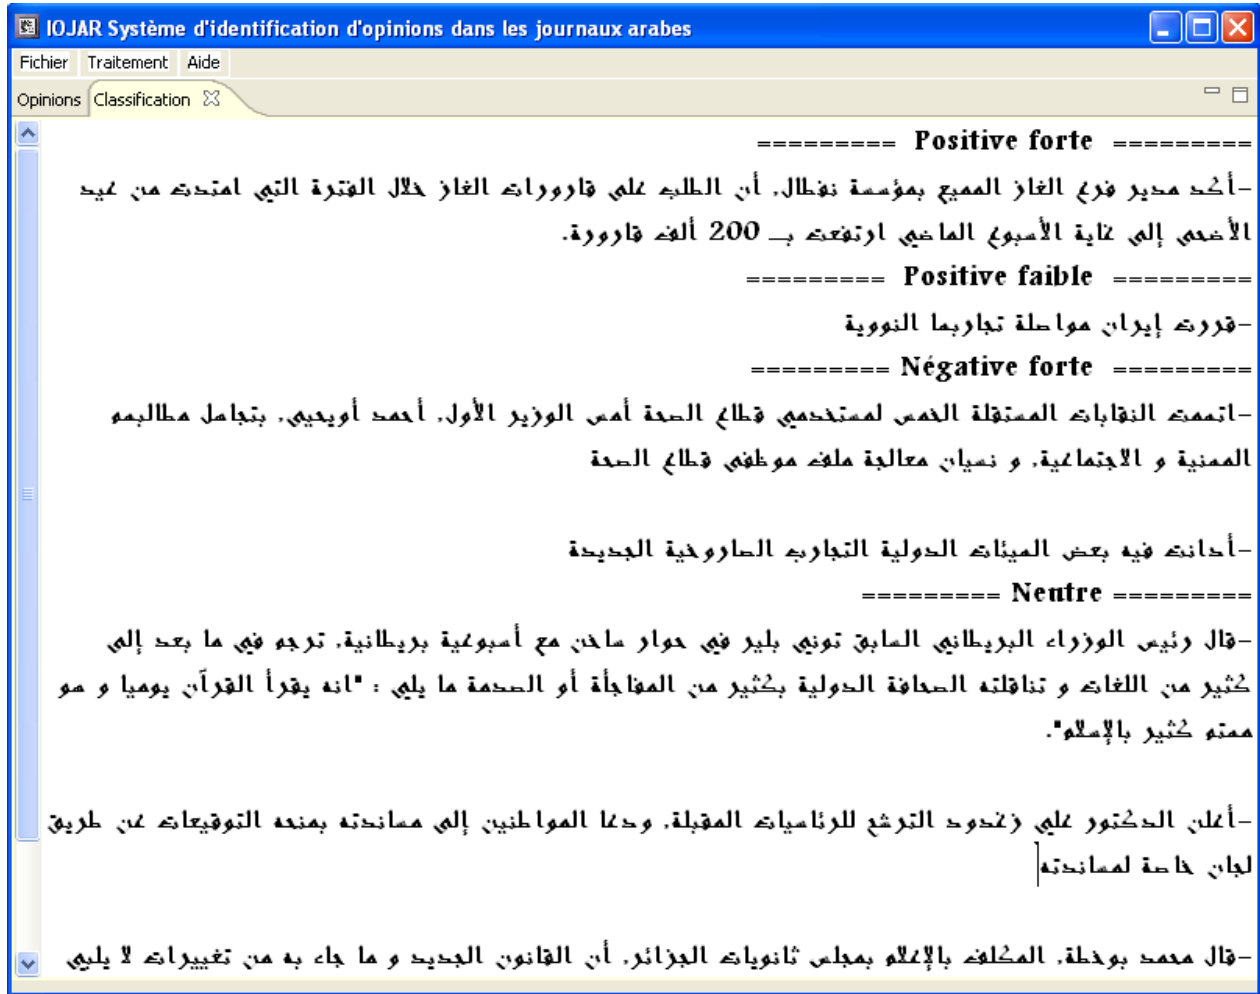 IOJAR Système d'identification d'opinions dans les journaux arabes
Fichier Traitement Aide
Opinions Classification
========= Positive forte =========
-أكد مدير فرع الغاز المميع بمؤسسة نفطال, أن الطلب على قارورات الغاز خلال الفترة التي امتدت من عيد
الأضحى إلى غاية الأسبوع الماضي ارتفعت بـ 200 ألف قارورة.
========= Positive faible =========
-قررت إيران مواصلة تجاربها النووية
========= Négative forte =========
-اتهمت النقابات المستقلة الخمس لمستخدمي قطاع الصحة أمس الوزير الأول, أحمد أويحيى, بتجاهل مطالبهم
المهنية و الاجتماعية, و نسيان معالجة ملف موظفي قطاع الصحة
-أدانت فيه بعض الهيئات الدولية التجارب الصاروخية الجديدة
========= Neutre =========
-قال رئيس الوزراء البريطاني السابق توني بلير في حوار ساخن مع أسبوعية بريطانية, ترجم في ما بعد إلى
كثير من اللغات و تناقلته الصحافة الدولية بكثير من المفاجأة أو الصدمة ما يلي : "انه يقرأ القرآن يوميا و هو
مهتم كثير بالإسلام".
-أعلن الدكتور علي زغدود الترشح للرئاسيات المقبلة, ودعا المواطنين إلى مساندته بمنحه التوقيعات عن طريق
لجان خاصة لمساندته
-قال محمد بوخطة, المكلف بالإعلام بمجلس ثانويات الجزائر, أن القانون الجديد و ما جاء به من تغييرات لا يلبي